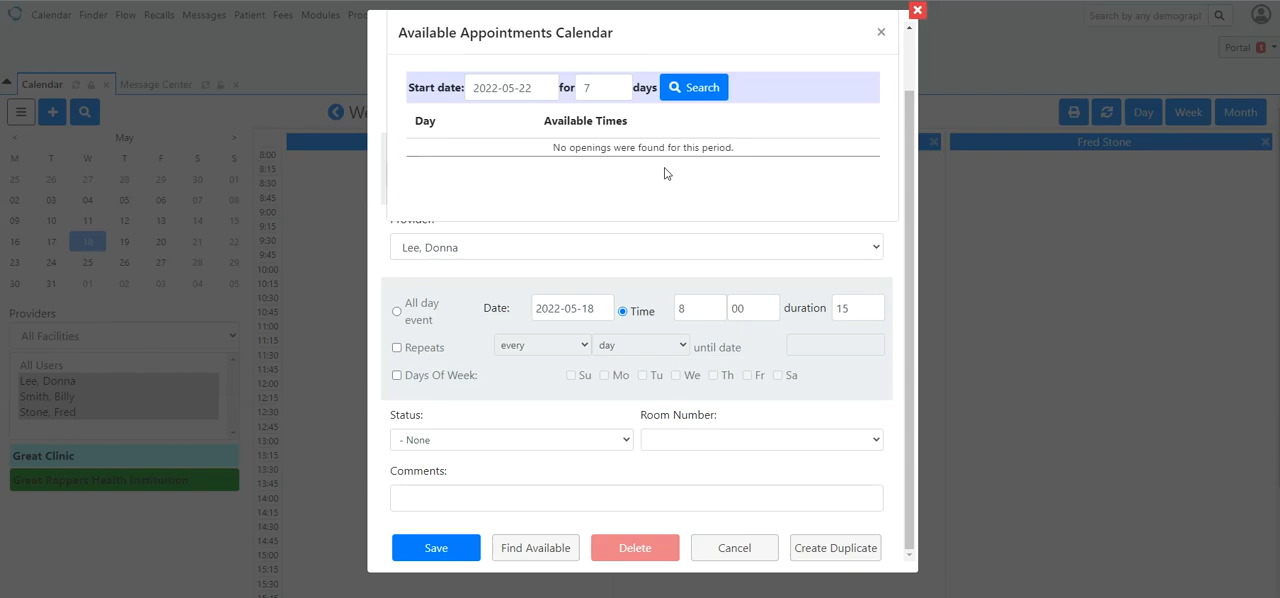 Calendar Finder Flow Recalls Messages Patient Fees Modules
Search by any demograpl
Portal 1
Calendar
Message Center
Available Appointments Calendar
Start date: 2022-05-22 for 7 days Search
Day Available Times
No openings were found for this period.
Lee, Donna
All day event
Date: 2022-05-18 Time 8 00 duration 15
Repeats every day until date
Days Of Week: Su Mo Tu We Th Fr Sa
Status: Room Number:
- None
Comments:
Save Find Available Delete Cancel Create Duplicate
Day Week Month
Fred Stone
May
M T W T F S S
25 26 27 28 29 30 01
02 03 04 05 06 07 08
09 10 11 12 13 14 15
16 17 18 19 20 21 22
23 24 25 26 27 28 29
30 31 01 02 03 04 05
Providers
All Facilities
All Users
Lee, Donna
Smith, Billy
Stone, Fred
Great Clinic
Great Rappers Health Institution
8:00
8:15
8:30
8:45
9:00
9:15
9:30
9:45
10:00
10:15
10:30
10:45
11:00
11:15
11:30
11:45
12:00
12:15
12:30
12:45
13:00
13:15
13:30
13:45
14:00
14:15
14:30
14:45
15:00
15:15
15:30